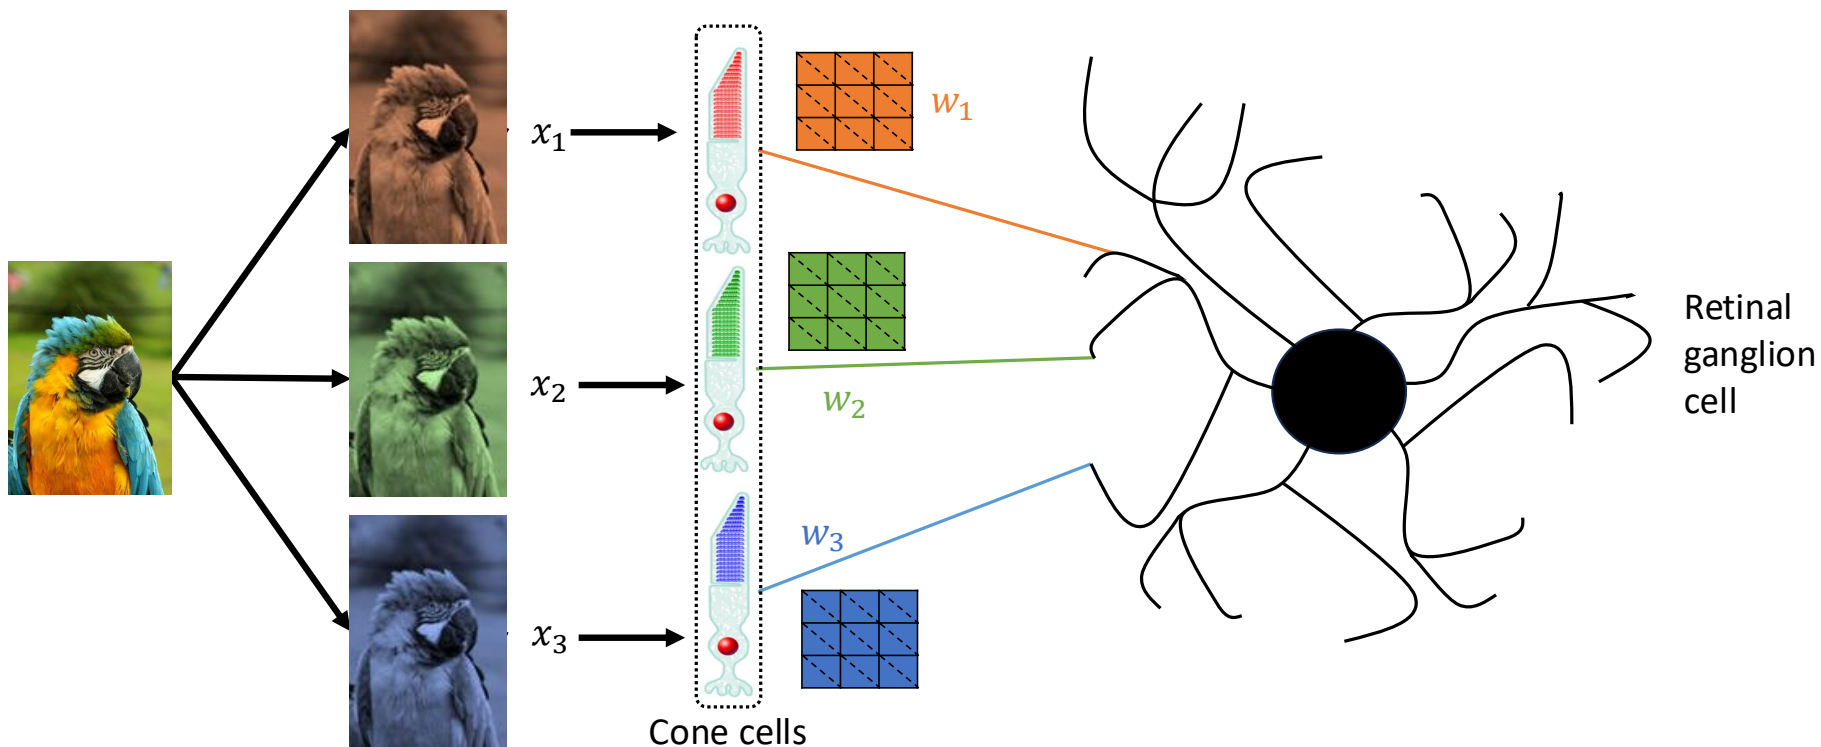 x₁
w₁
x₂
w₂
w₃
x₃
Cone cells
Retinal
ganglion
cell